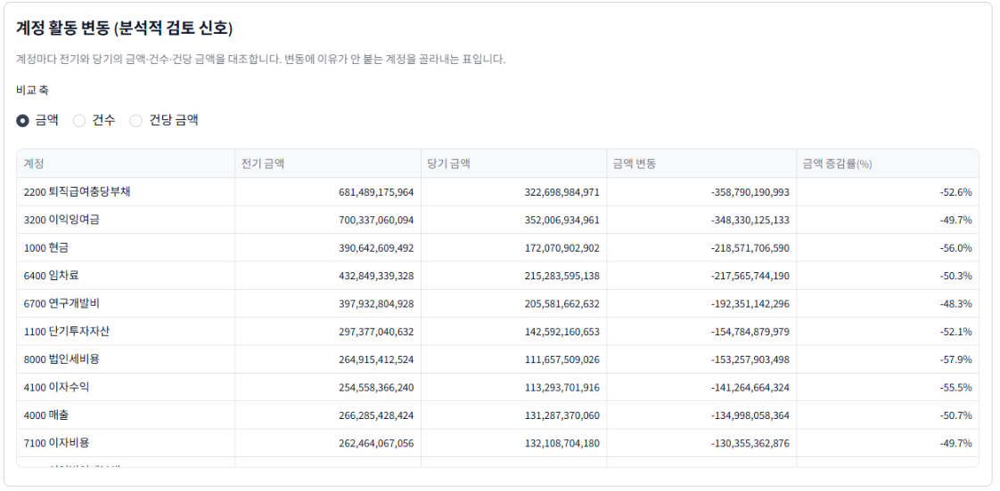 계정 활동 변동 (분석적 검토 신호)
계정마다 전기와 당기의 금액·건수·건당 금액을 대조합니다. 변동에 이유가 안 붙는 계정을 골라내는 표입니다.
비교 축
금액 건수 건당 금액
계정 전기 금액 당기 금액 금액 변동 금액 증감률(%)
2200 퇴직급여충당부채 681,489,175,964 322,698,984,971 -358,790,190,993 -52.6%
3200 이익잉여금 700,337,060,094 352,006,934,961 -348,330,125,133 -49.7%
1000 현금 390,642,609,492 172,070,902,902 -218,571,706,590 -56.0%
6400 임차료 432,849,339,328 215,283,595,138 -217,565,744,190 -50.3%
6700 연구개발비 397,932,804,928 205,581,662,632 -192,351,142,296 -48.3%
1100 단기투자자산 297,377,040,632 142,592,160,653 -154,784,879,979 -52.1%
8000 법인세비용 264,915,412,524 111,657,509,026 -153,257,903,498 -57.9%
4100 이자수익 254,558,366,240 113,293,701,916 -141,264,664,324 -55.5%
4000 매출 266,285,428,424 131,287,370,060 -134,998,058,364 -50.7%
7100 이자비용 262,464,067,056 132,108,704,180 -130,355,362,876 -49.7%